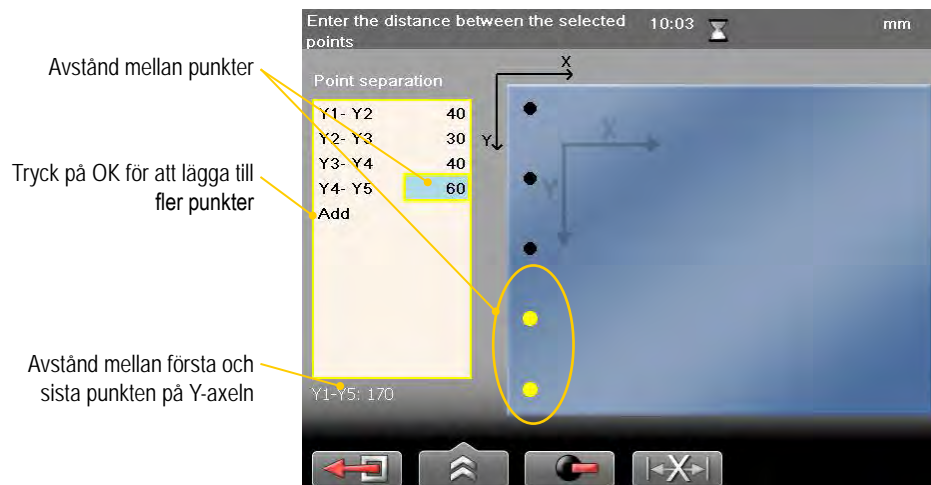 Enter the distance between the selected 10:03 mm
points
Avstånd mellan punkter
Point separation
X
Y
Y1- Y2 40
Y2- Y3 30
Y3- Y4 40
Y4- Y5 60
Add
X
Y
Tryck på OK för att lägga till
fler punkter
Avstånd mellan första och
sista punkten på Y-axeln
Y1-Y5: 170
X